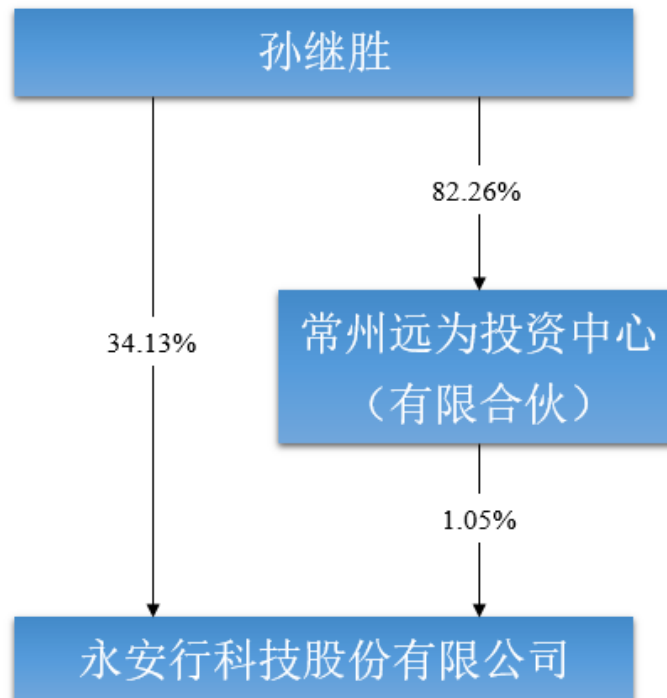 孙继胜
82.26%
常州远为投资中心
（有限合伙）
34.13%
1.05%
永安行科技股份有限公司